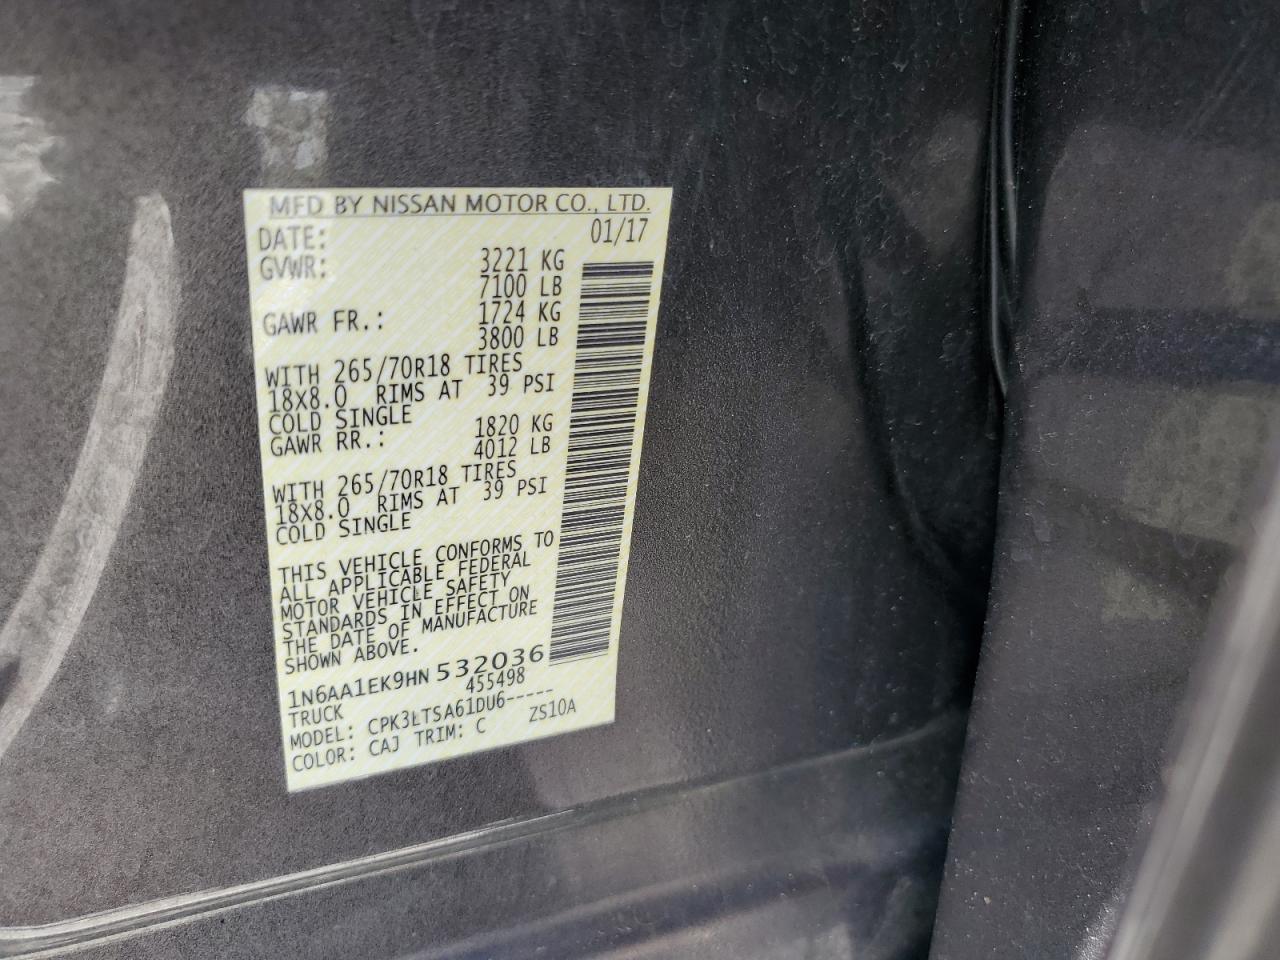 MFD BY NISSAN MOTOR CO., LTD.
DATE: 01/17
GVWR: 3221 KG
7100 LB
GAWR FR.: 1724 KG
3800 LB
WITH 265/70R18 TIRES
18X8.0 RIMS AT 39 PSI
COLD SINGLE
GAWR RR.: 1820 KG
4012 LB
WITH 265/70R18 TIRES
18X8.0 RIMS AT 39 PSI
COLD SINGLE
THIS VEHICLE CONFORMS TO
ALL APPLICABLE FEDERAL
MOTOR VEHICLE SAFETY
STANDARDS IN EFFECT ON
THE DATE OF MANUFACTURE
SHOWN ABOVE.
1N6AA1EK9HN532036
TRUCK 455498
MODEL: CPK3LTSA61DU6-----
COLOR: CAJ TRIM: C ZS10A